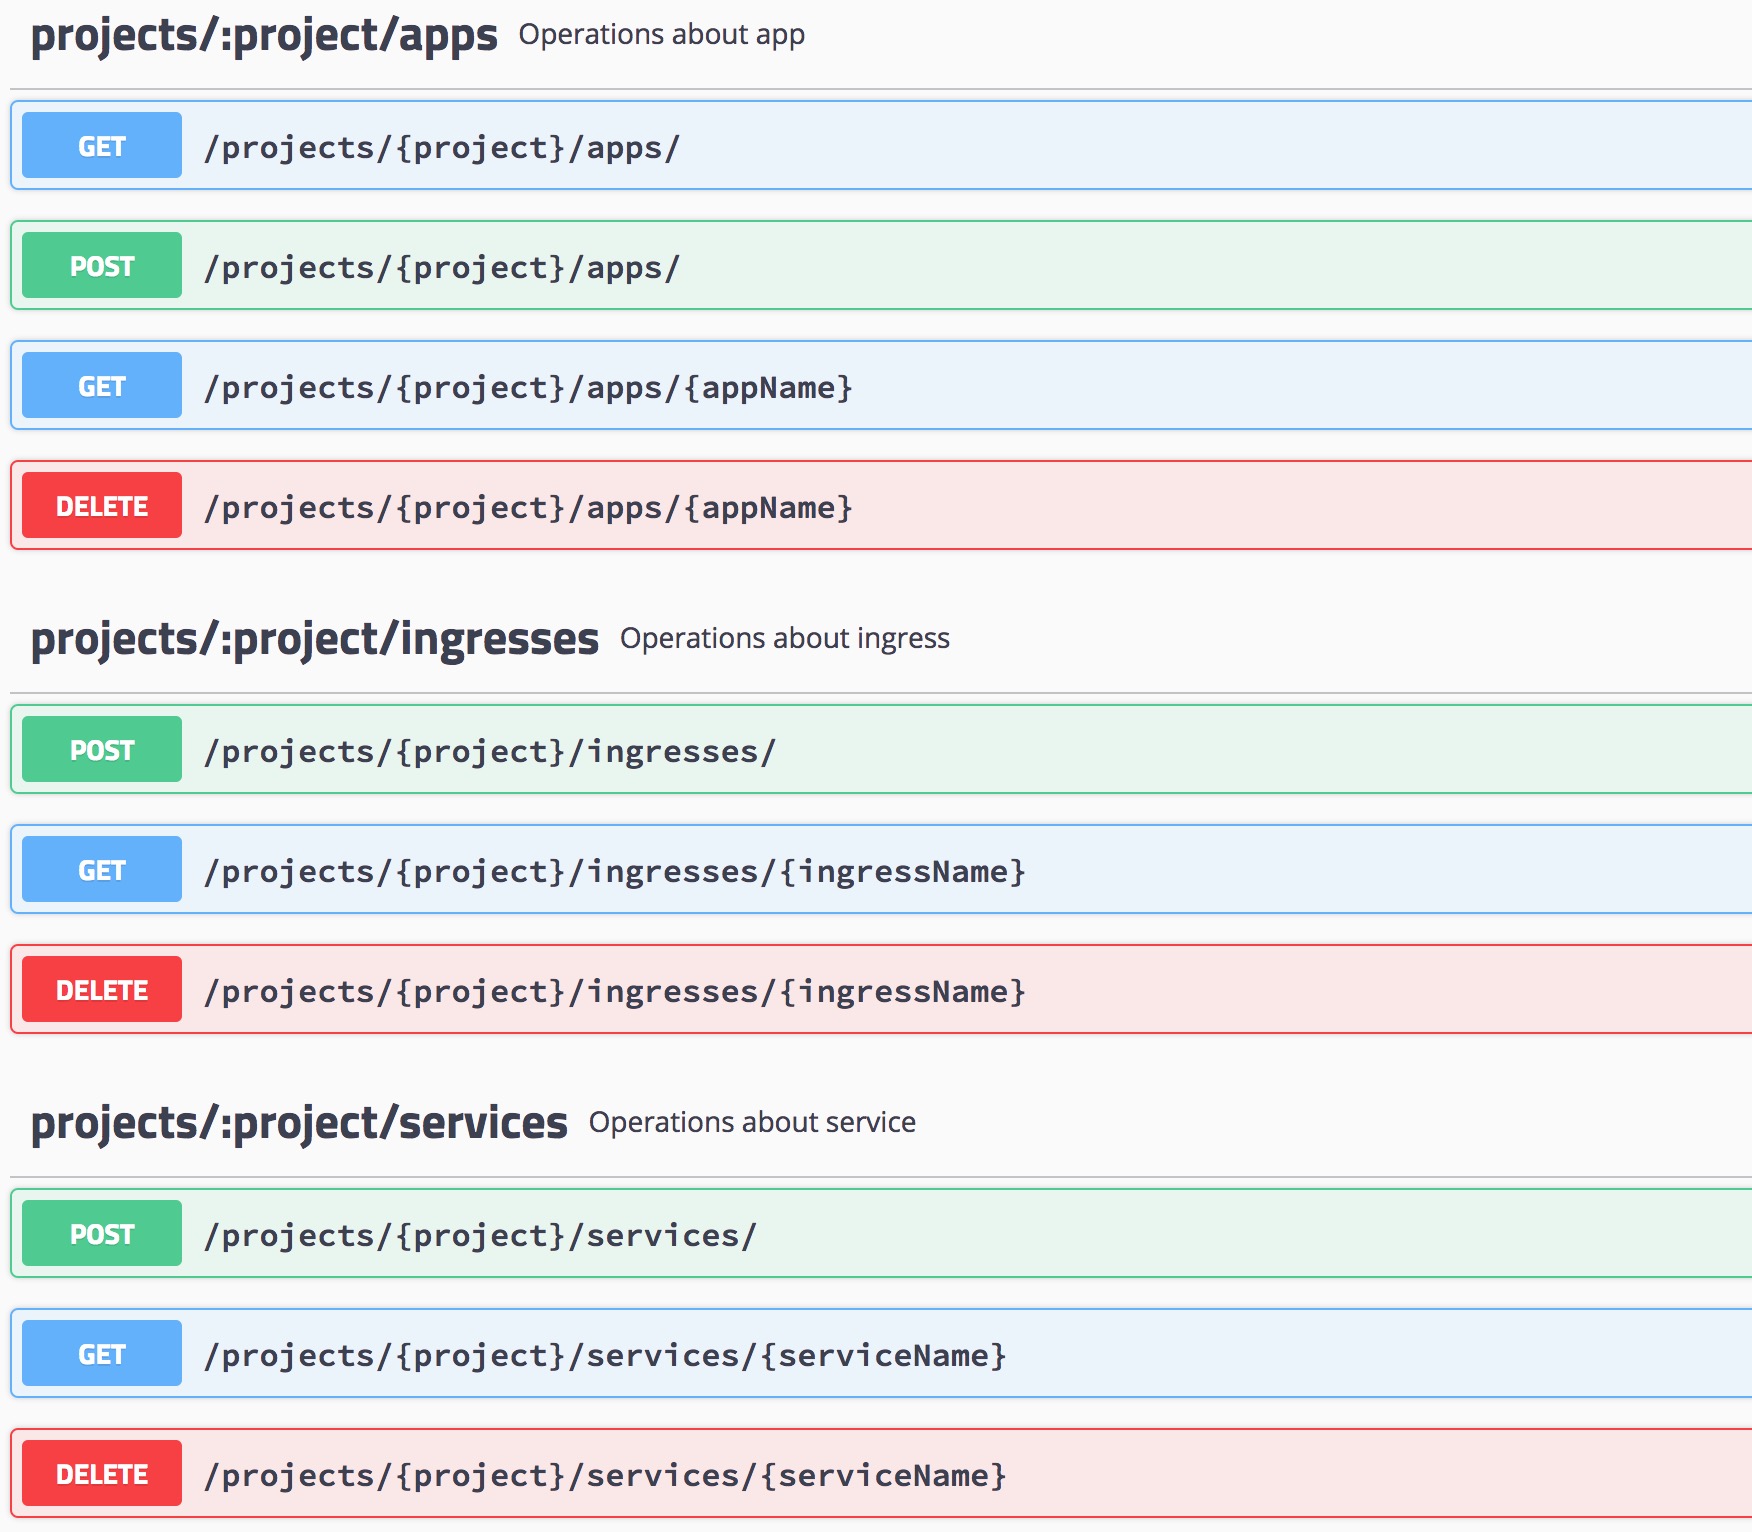 projects/:project/apps Operations about app
GET /projects/{project}/apps/
POST /projects/{project}/apps/
GET /projects/{project}/apps/{appName}
DELETE /projects/{project}/apps/{appName}
projects/:project/ingresses Operations about ingress
POST /projects/{project}/ingresses/
GET /projects/{project}/ingresses/{ingressName}
DELETE /projects/{project}/ingresses/{ingressName}
projects/:project/services Operations about service
POST /projects/{project}/services/
GET /projects/{project}/services/{serviceName}
DELETE /projects/{project}/services/{serviceName}